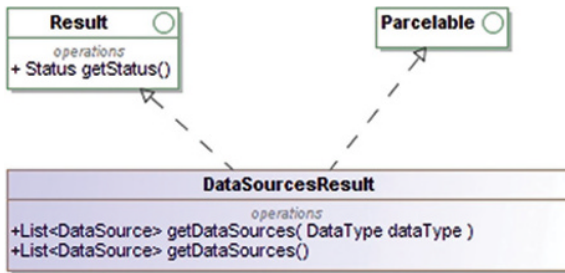 Result
Parcelable
operations
+ Status getStatus()
DataSourcesResult
operations
+List<DataSource> getDataSources( DataType dataType )
+List<DataSource> getDataSources()